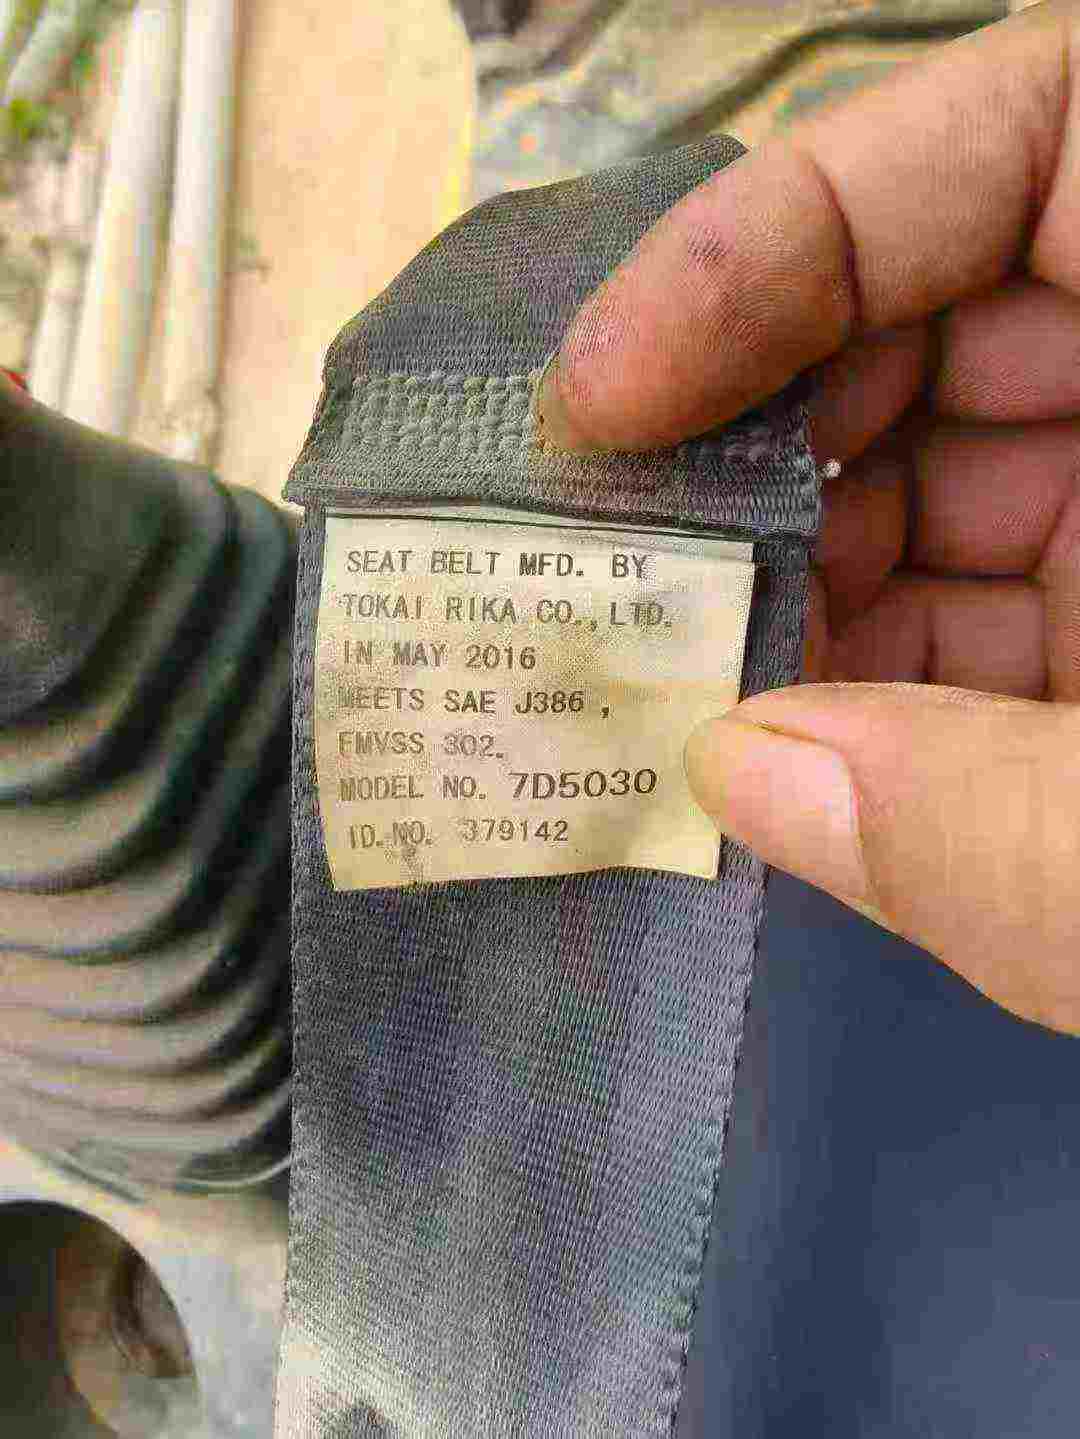 SEAT BELT MFD. BY
TOKAI RIKA CO.,LTD.
IN MAY 2016
MEETS SAE J386 ,
FMVSS 302.
MODEL NO. 7D5030
ID.NO. 379142